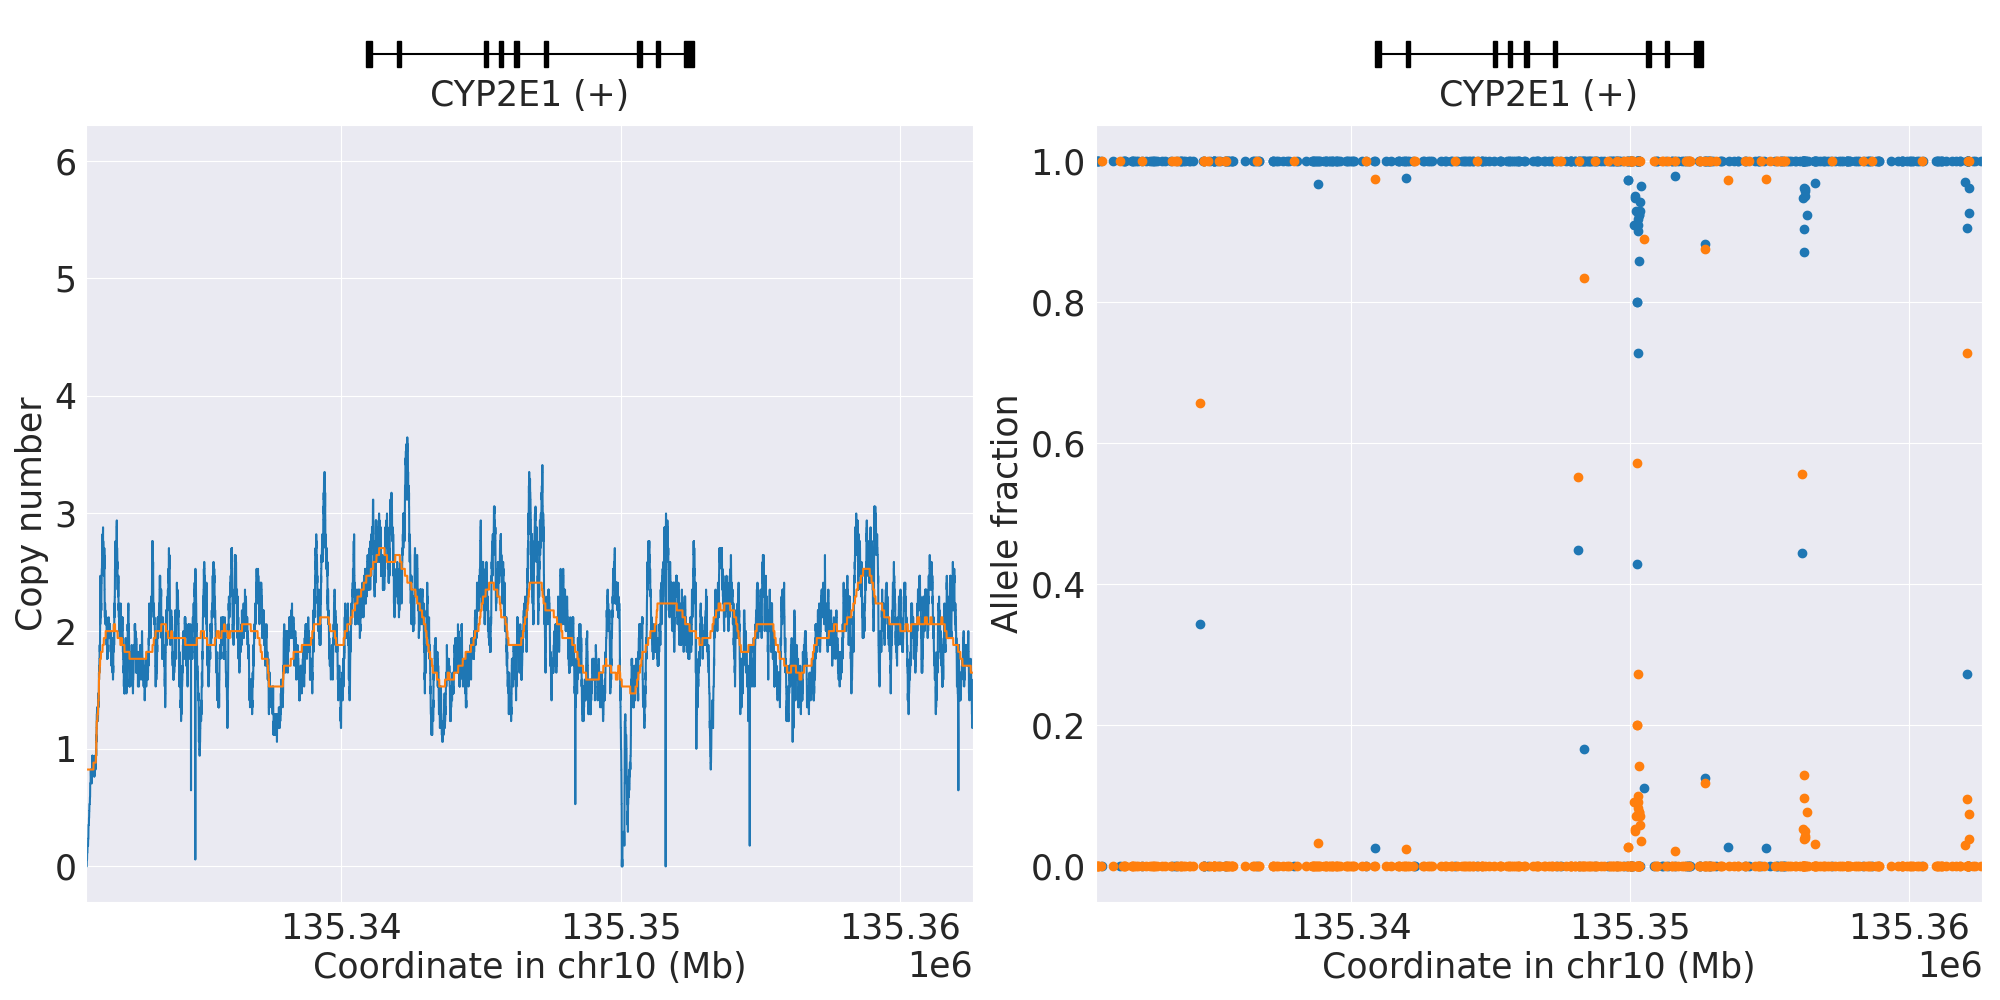 CYP2E1 (+)
6
5
4
3
2
1
0
Copy number
135.34
135.35
135.36
Coordinate in chr10 (Mb)
1e6
CYP2E1 (+)
1.0
0.8
0.6
0.4
0.2
0.0
Allele fraction
135.34
135.35
135.36
Coordinate in chr10 (Mb)
1e6